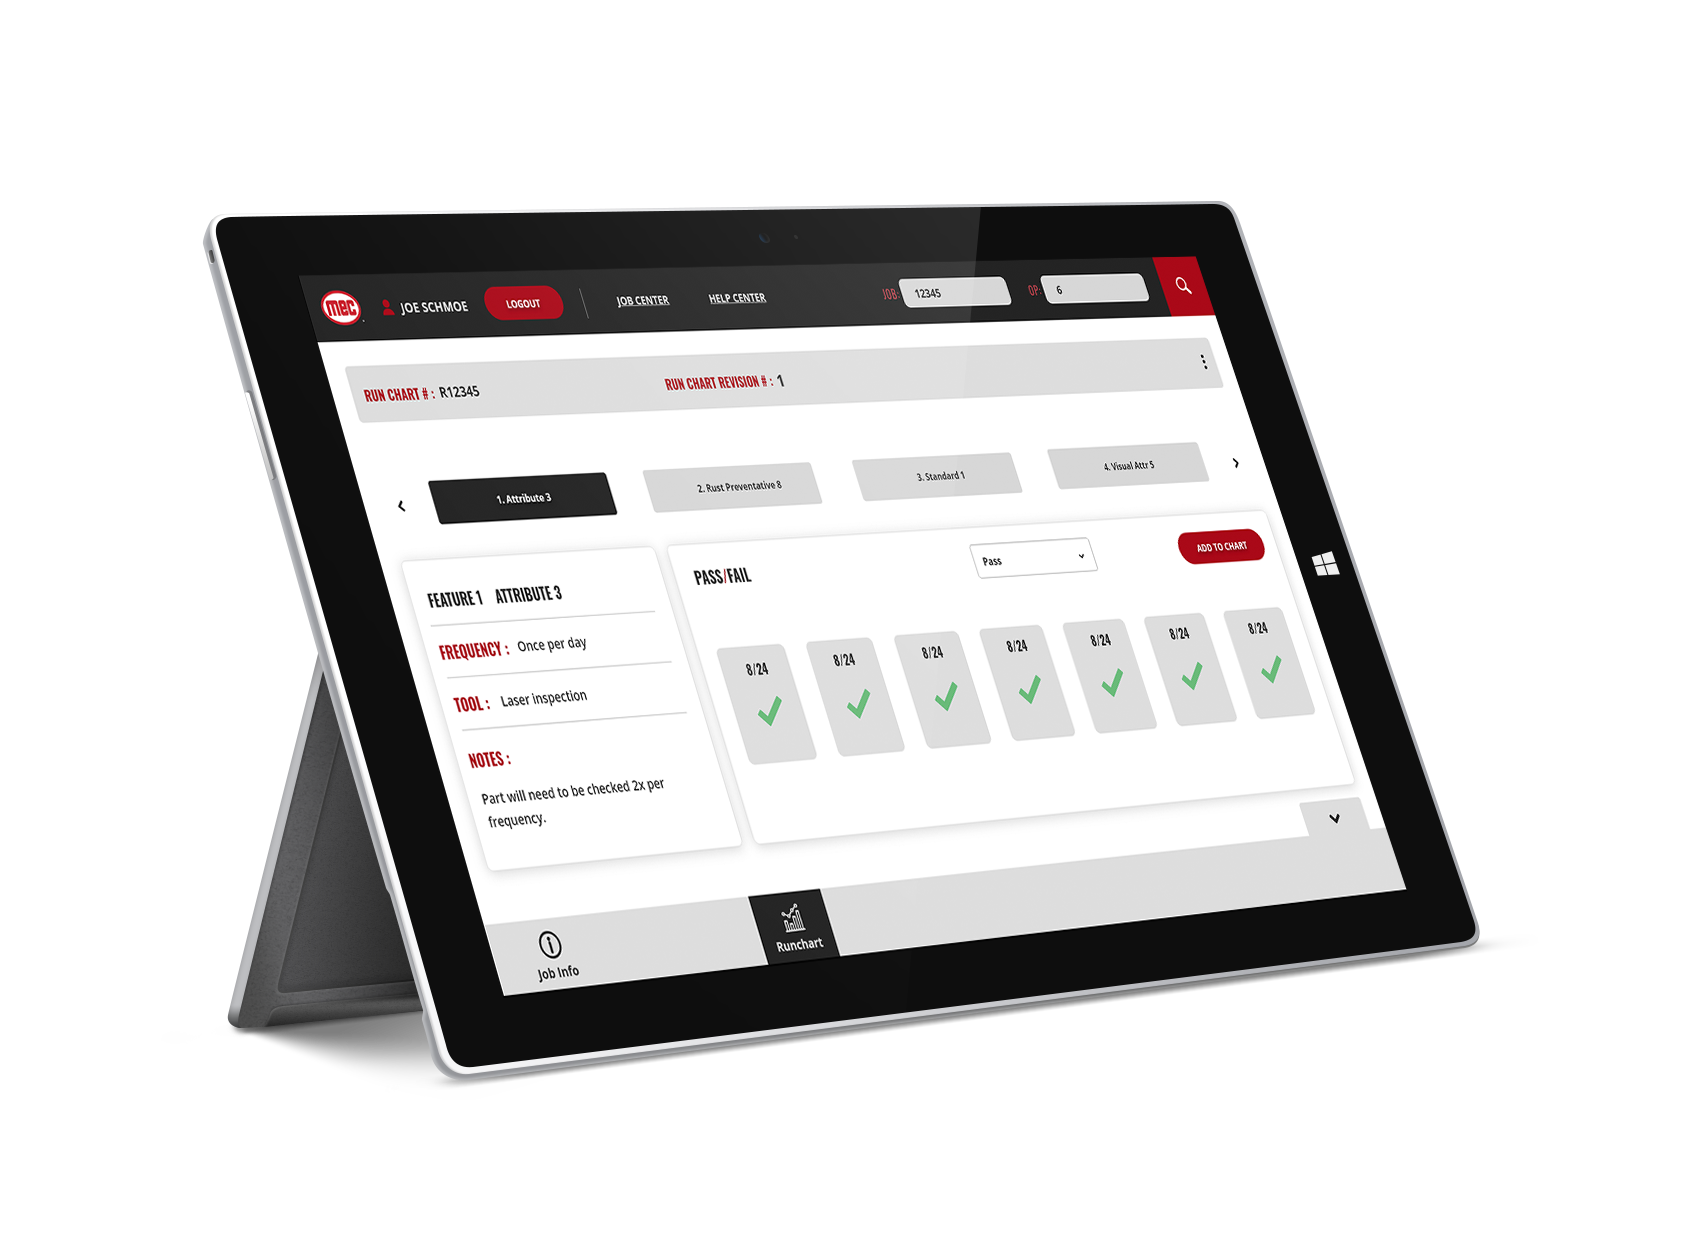 mec
JOE SCHMOE
LOGOUT
JOB CENTER
HELP CENTER
JOB: 12345
OP: 6
RUN CHART # : R12345
RUN CHART REVISION # : 1
1. Attribute 3
2. Rust Preventative 8
3. Standard 1
4. Visual Attr 5
FEATURE 1 ATTRIBUTE 3
FREQUENCY : Once per day
TOOL : Laser inspection
NOTES :
Part will need to be checked 2x per
frequency.
PASS/FAIL
Pass
ADD TO CHART
8/24
8/24
8/24
8/24
8/24
8/24
8/24
Job Info
Runchart